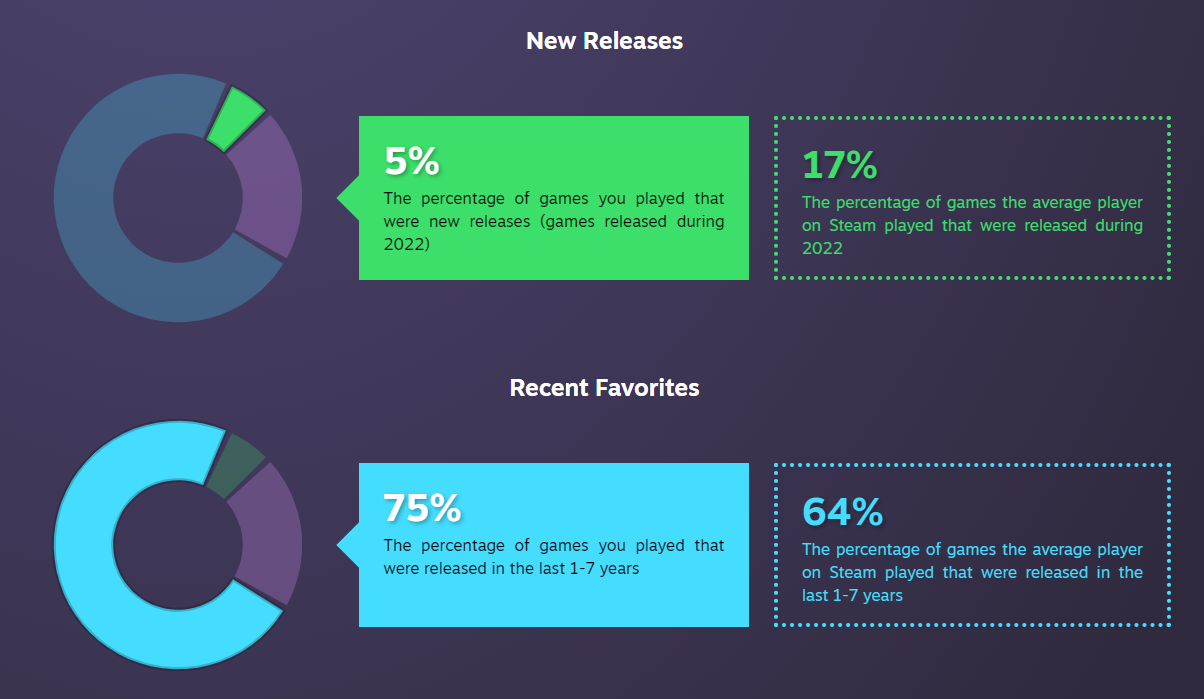 New Releases
5%
The percentage of games you played that
were new releases (games released during
2022)
17%
The percentage of games the average player
on Steam played that were released during
2022
Recent Favorites
75%
The percentage of games you played that
were released in the last 1-7 years
64%
The percentage of games the average player
on Steam played that were released in the
last 1-7 years